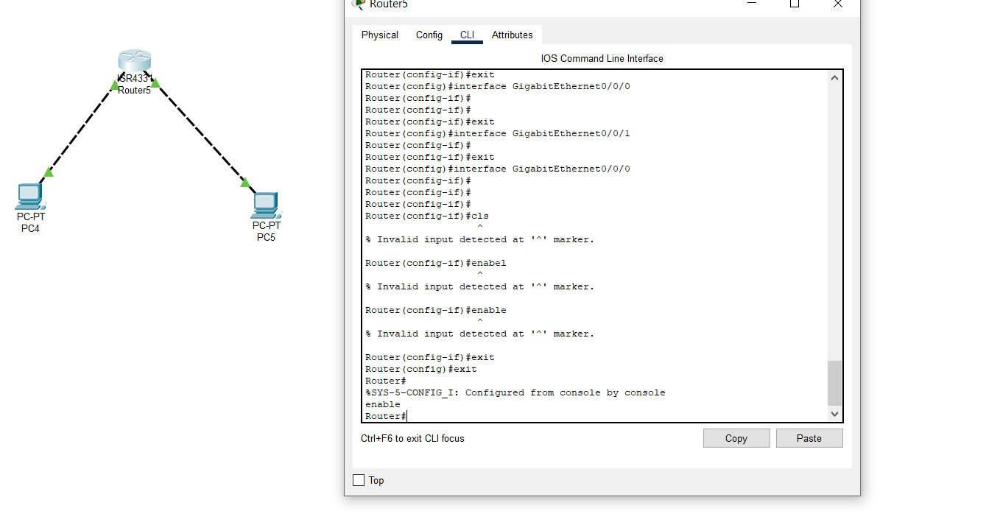 ISR4331
Router5
PC-PT
PC4
PC-PT
PC5
Router5
Physical Config CLI Attributes
IOS Command Line Interface
Router(config-if)#exit
Router(config)#interface GigabitEthernet0/0/0
Router(config-if)#
Router(config-if)#
Router(config-if)#exit
Router(config)#interface GigabitEthernet0/0/1
Router(config-if)#
Router(config-if)#exit
Router(config)#interface GigabitEthernet0/0/0
Router(config-if)#
Router(config-if)#
Router(config-if)#
Router(config-if)#cls
^
% Invalid input detected at '^' marker.
Router(config-if)#enabel
^
% Invalid input detected at '^' marker.
Router(config-if)#enable
^
% Invalid input detected at '^' marker.
Router(config-if)#exit
Router(config)#exit
Router#
%SYS-5-CONFIG_I: Configured from console by console
enable
Router#
Ctrl+F6 to exit CLI focus
Copy Paste
Top